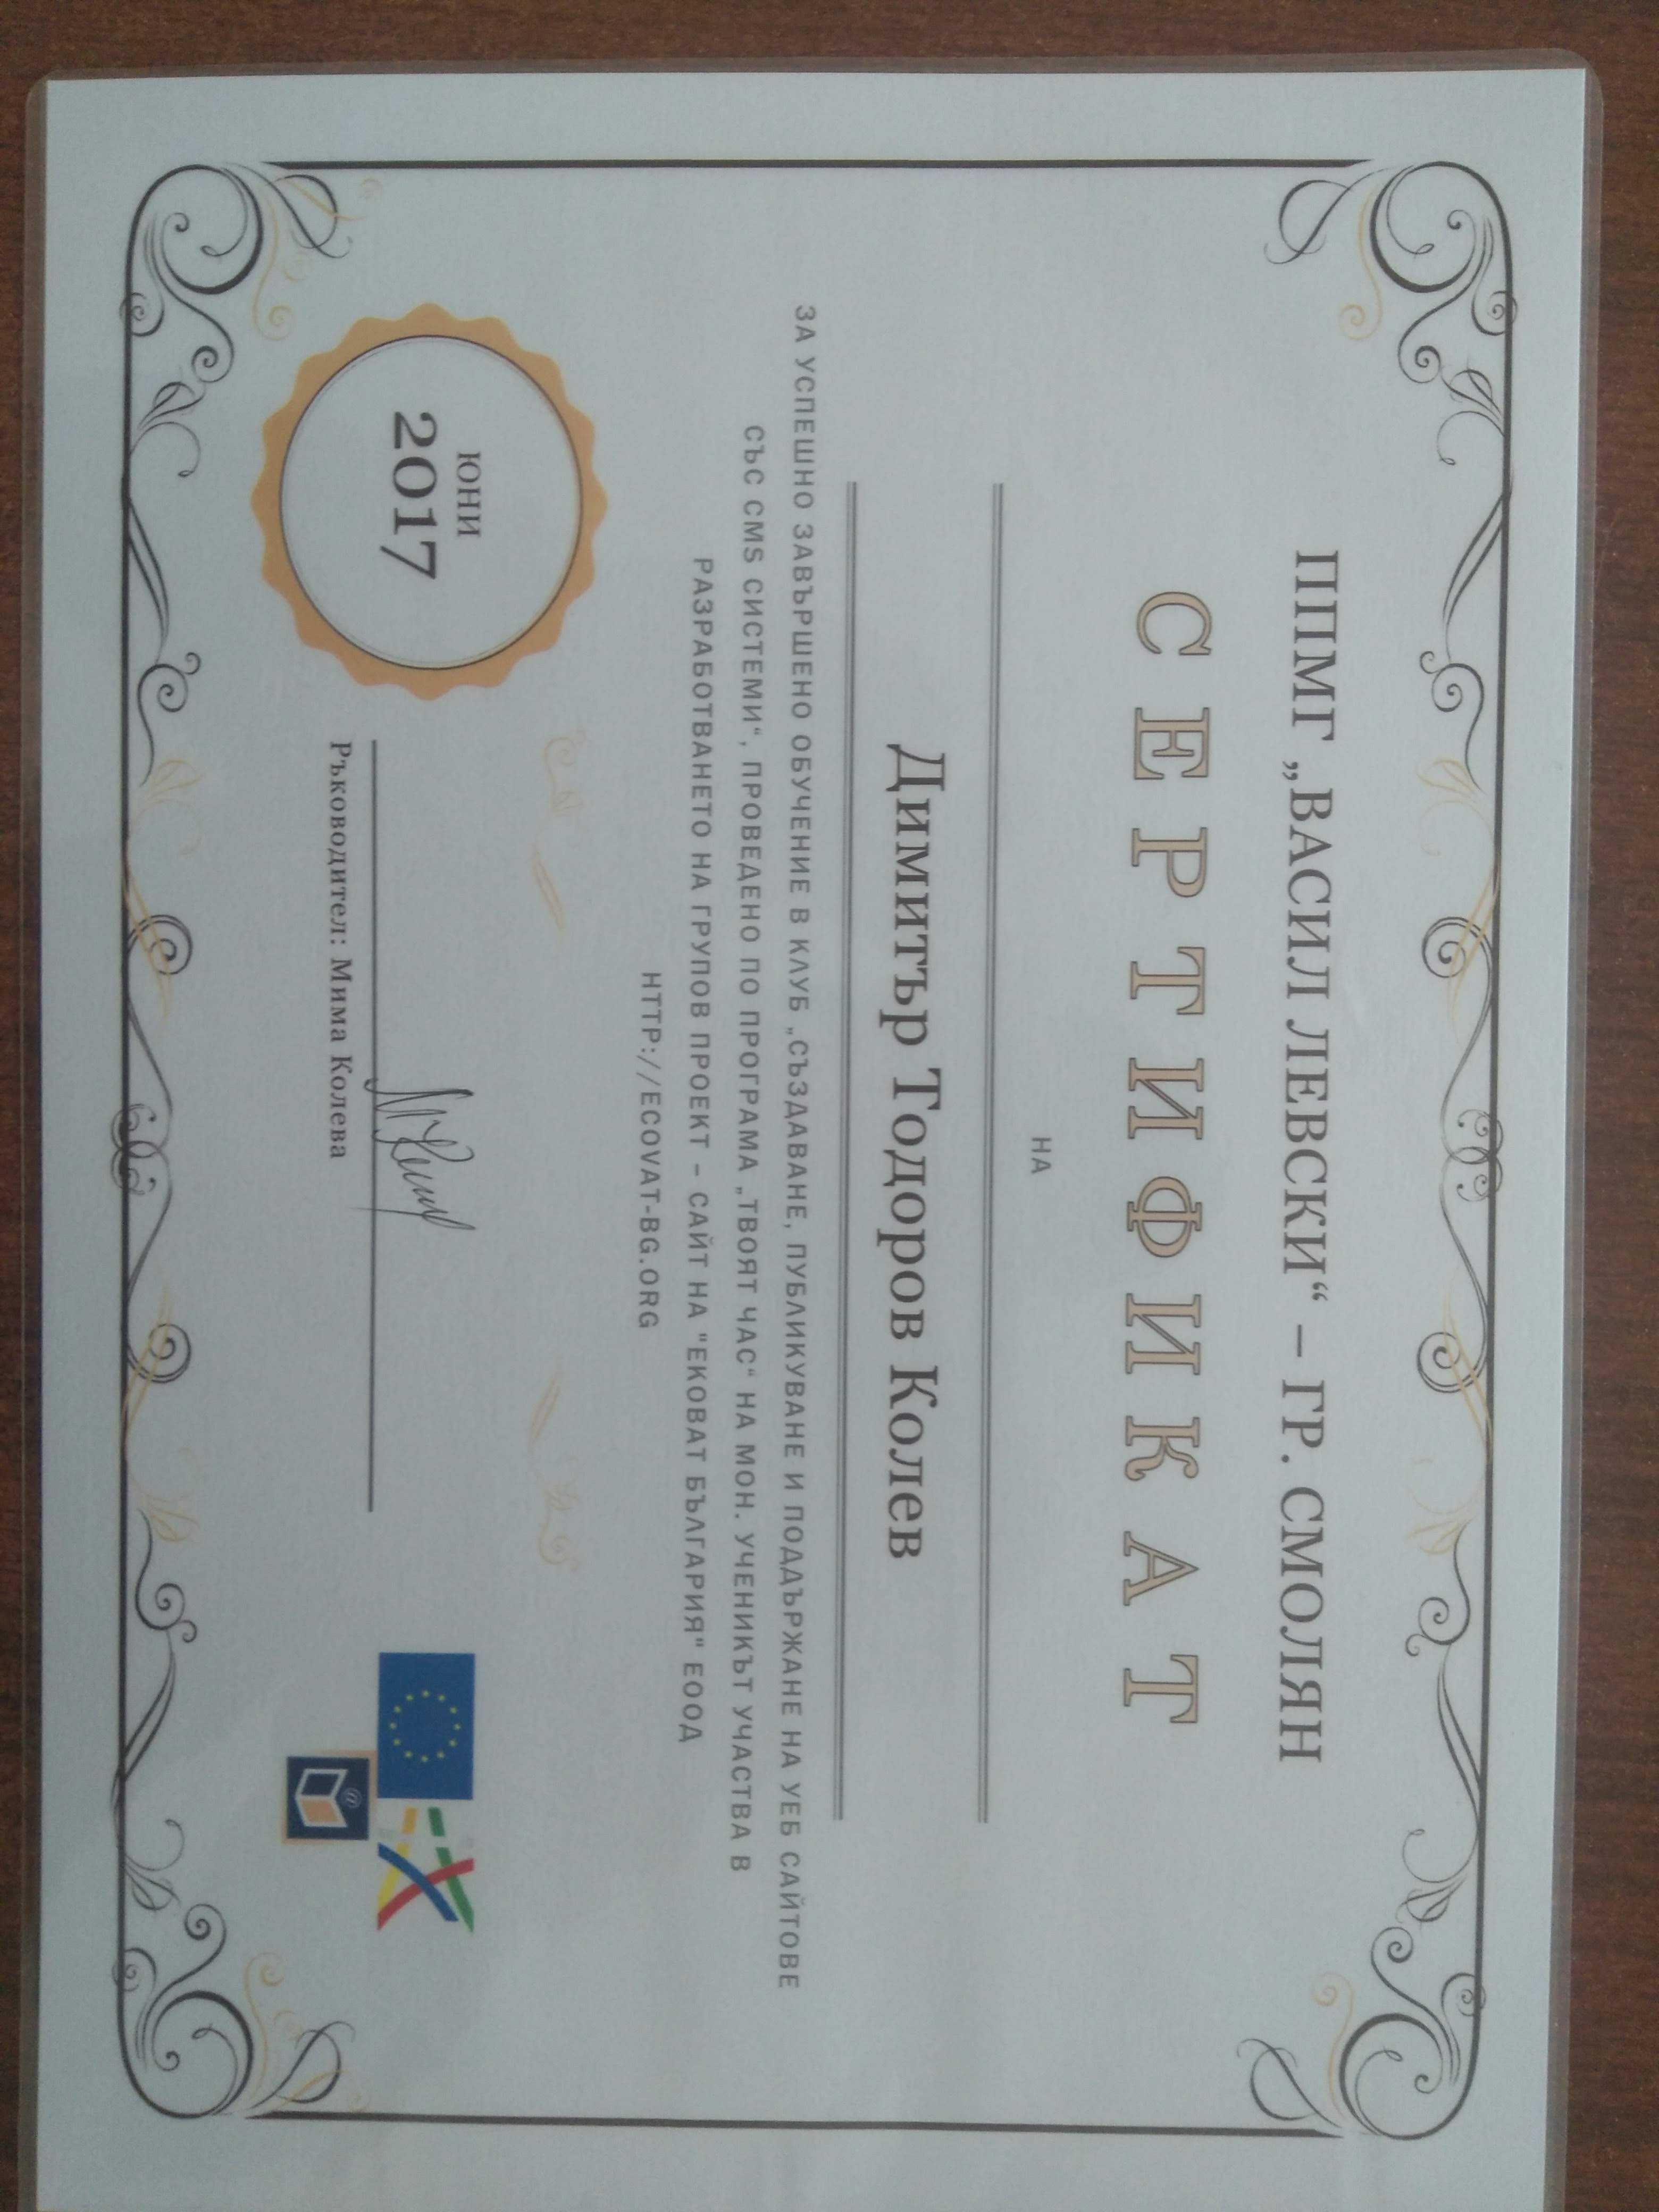 ППМГ „ВАСИЛ ЛЕВСКИ“ – ГР. СМОЛЯН
СЕРТИФИКАТ
НА
Димитър Тодоров Колев
ЗА УСПЕШНО ЗАВЪРШЕНО ОБУЧЕНИЕ В КЛУБ „СЪЗДАВАНЕ, ПУБЛИКУВАНЕ И ПОДДЪРЖАНЕ НА УЕБ САЙТОВЕ
СЪС CMS СИСТЕМИ“, ПРОВЕДЕНО ПО ПРОГРАМА „ТВОЯТ ЧАС“ НА МОН. УЧЕНИКЪТ УЧАСТВА В
РАЗРАБОТВАНЕТО НА ГРУПОВ ПРОЕКТ – САЙТ НА "ЕКОВАТ БЪЛГАРИЯ" ЕООД
HTTP://ECOVAT-BG.ORG
ЮНИ
2017
Ръководител: Мима Колева
@